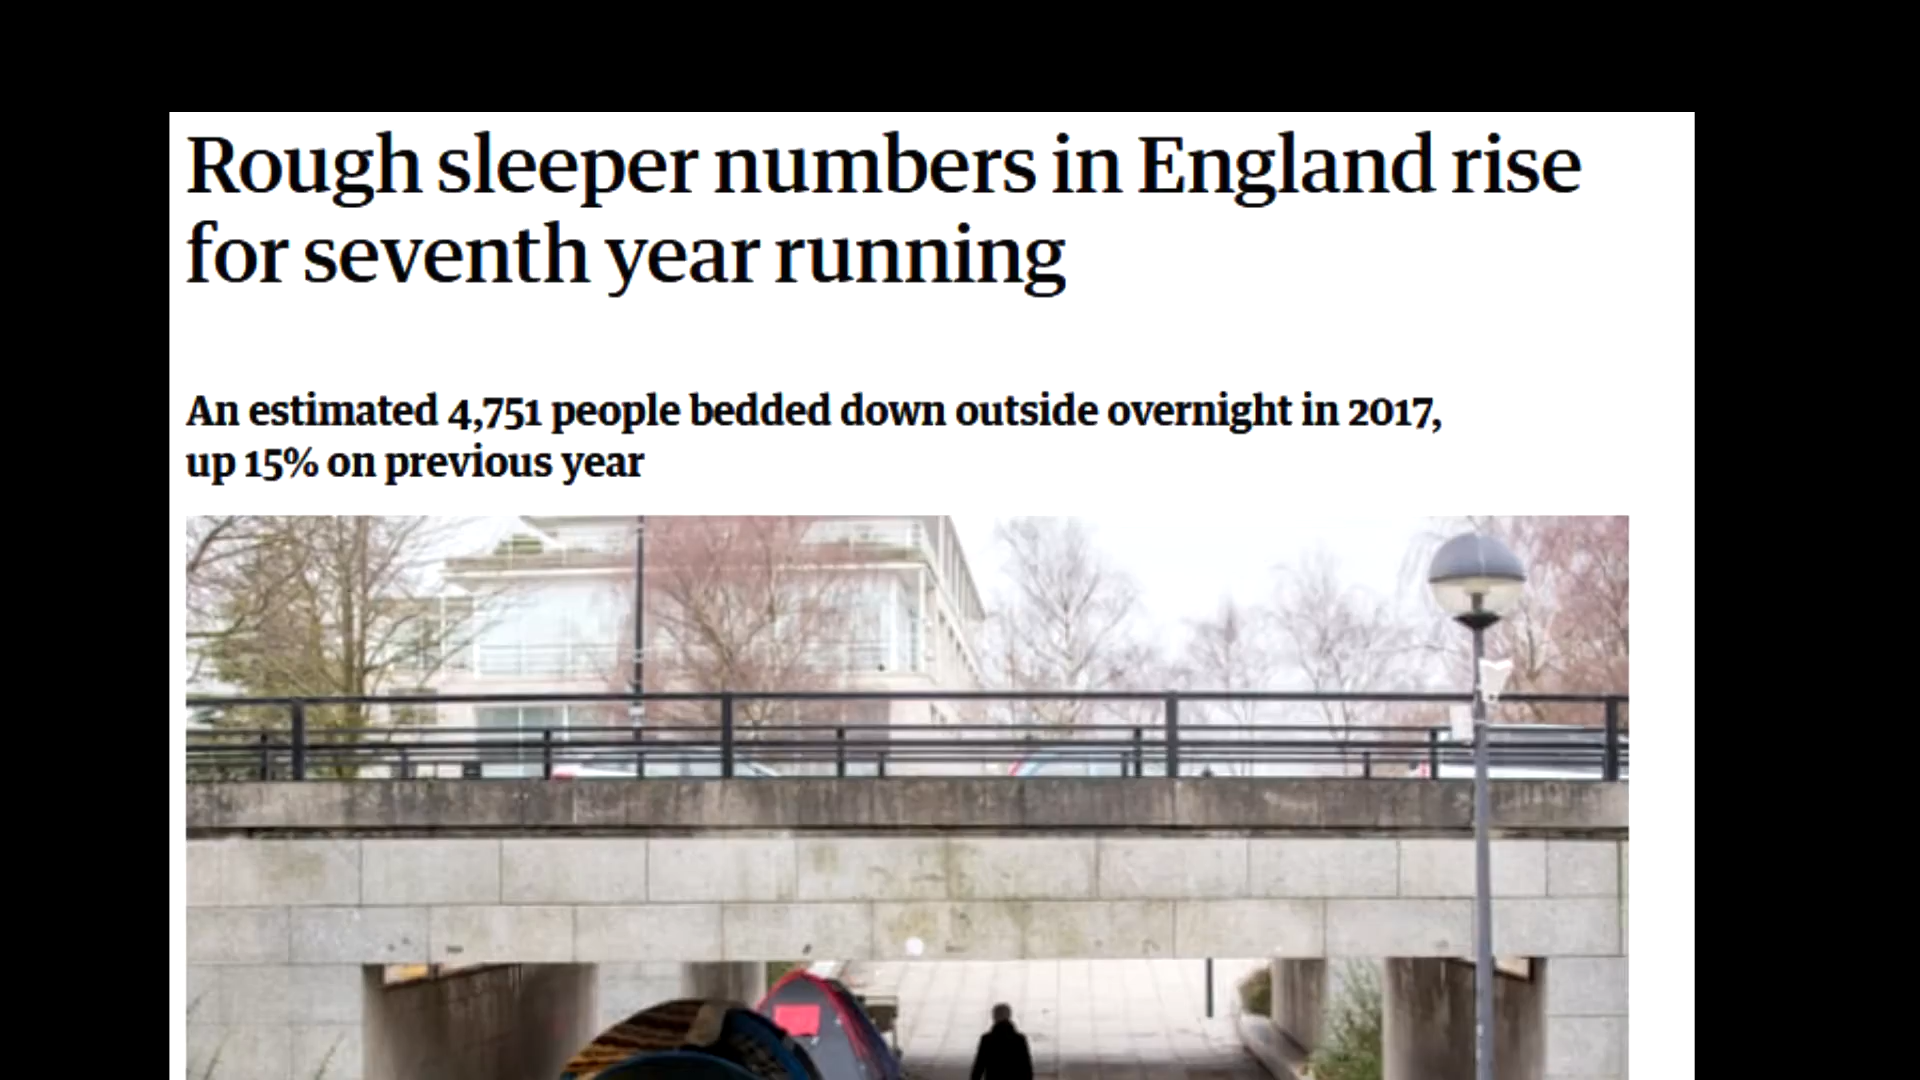 Rough sleeper numbers in England rise
for seventh year running
An estimated 4,751 people bedded down outside overnight in 2017,
up 15% on previous year